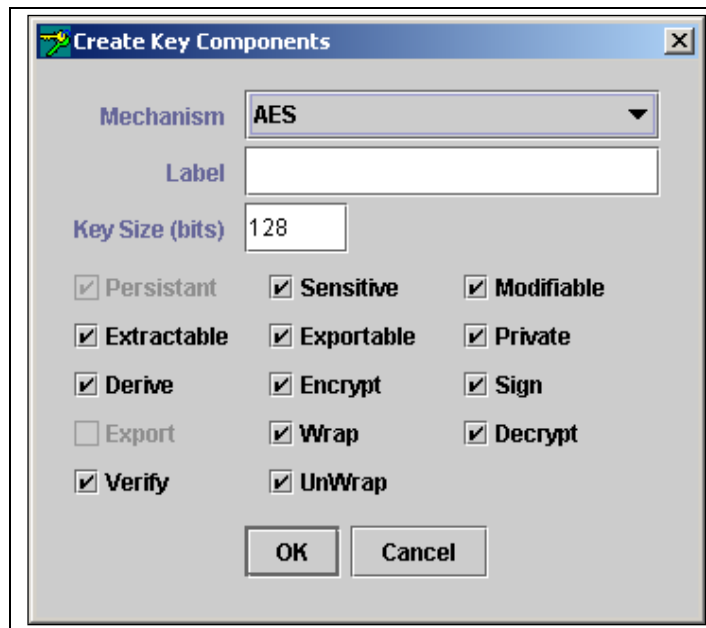 Create Key Components
Mechanism AES
Label
Key Size (bits) 128
Persistant Sensitive Modifiable
Extractable Exportable Private
Derive Encrypt Sign
Export Wrap Decrypt
Verify UnWrap
OK Cancel